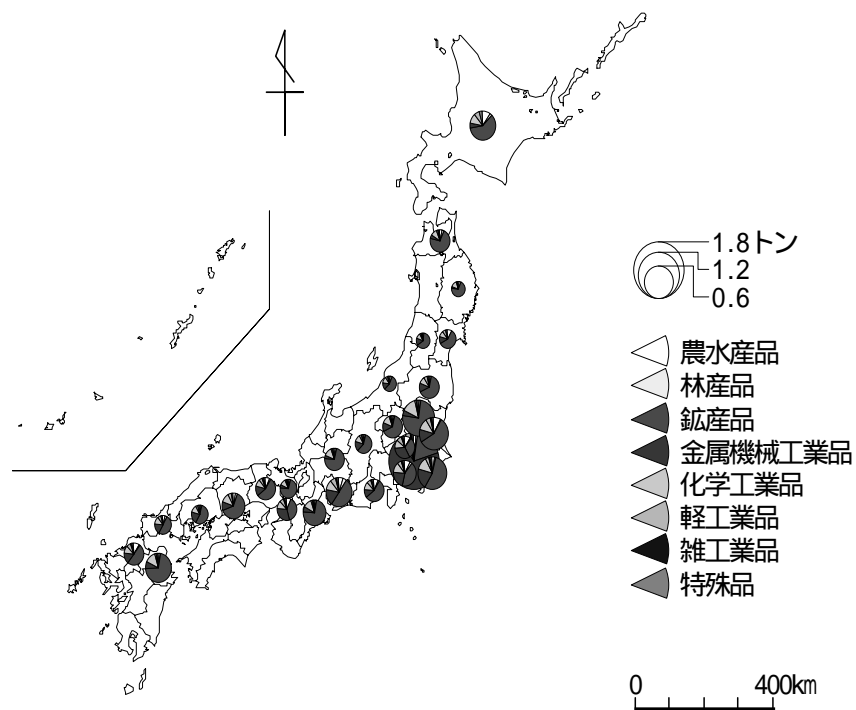 1.8トン
1.2
0.6
農水産品
林産品
鉱産品
金属機械工業品
化学工業品
軽工業品
雑工業品
特殊品
0 400㎞